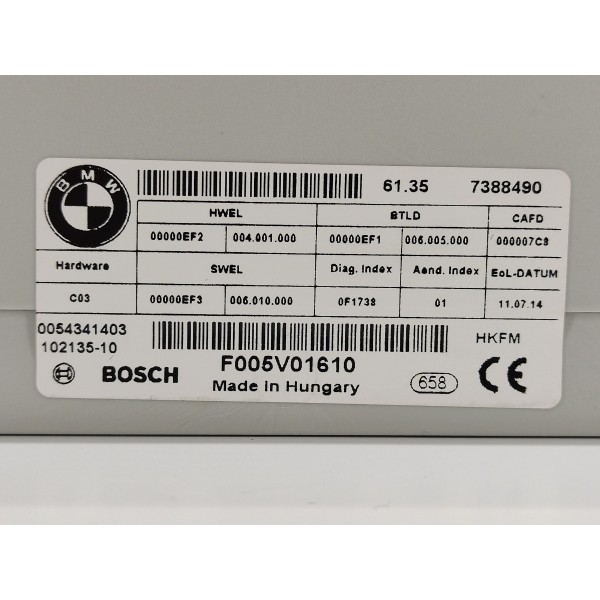 BMW
61.35 7388490
HWEL BTLD CAFD
00000EF2 004.001.000 00000EF1 006.005.000 000007C8
Hardware SWEL Diag. Index Aend. Index EoL-DATUM
C03 00000EF3 006.010.000 0F1738 01 11.07.14
0054341403 HKFM
102135-10
BOSCH F005V01610 658 CE
Made in Hungary